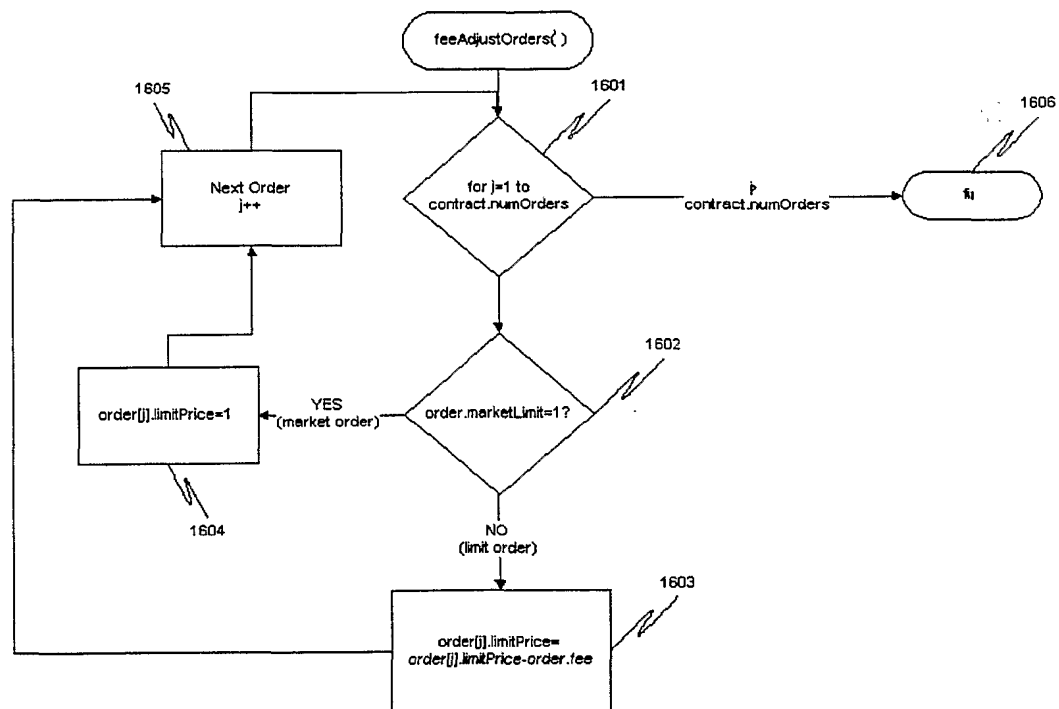 feeAdjustOrders()
1601
1605
1606
Next Order
j++
for j=1 to
contract.numOrders
j>
contract.numOrders
fin
1602
order[j].limitPrice=1
YES
(market order)
order.marketLimit=1?
1604
NO
(limit order)
1603
order[j].limitPrice=
order[j].limitPrice-order.fee